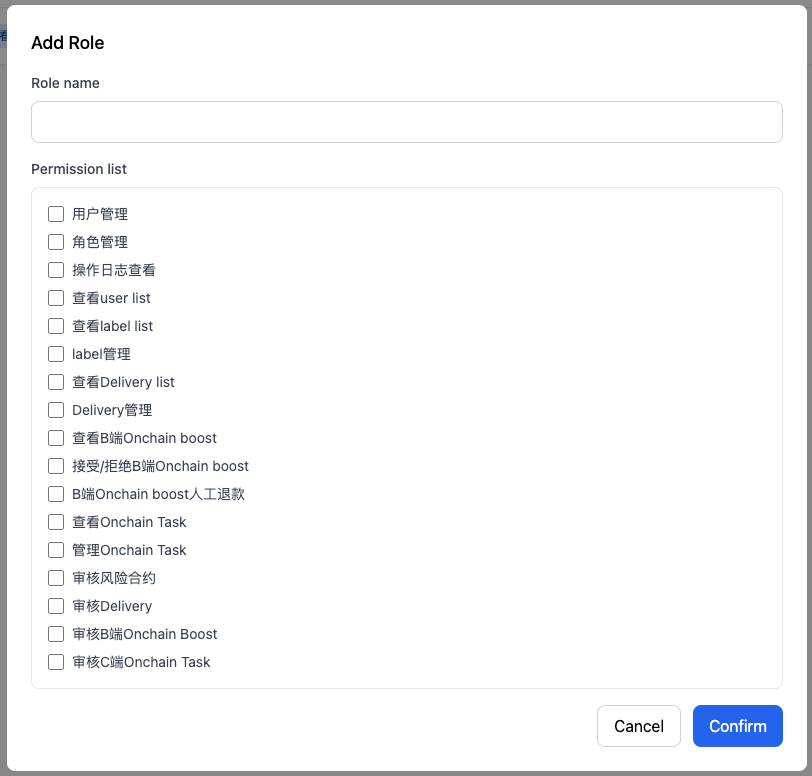 Add Role
Role name
Permission list
用户管理
角色管理
操作日志查看
查看user list
查看label list
label管理
查看Delivery list
Delivery管理
查看B端Onchain boost
接受/拒绝B端Onchain boost
B端Onchain boost人工退款
查看Onchain Task
管理Onchain Task
审核风险合约
审核Delivery
审核B端Onchain Boost
审核C端Onchain Task
Cancel
Confirm